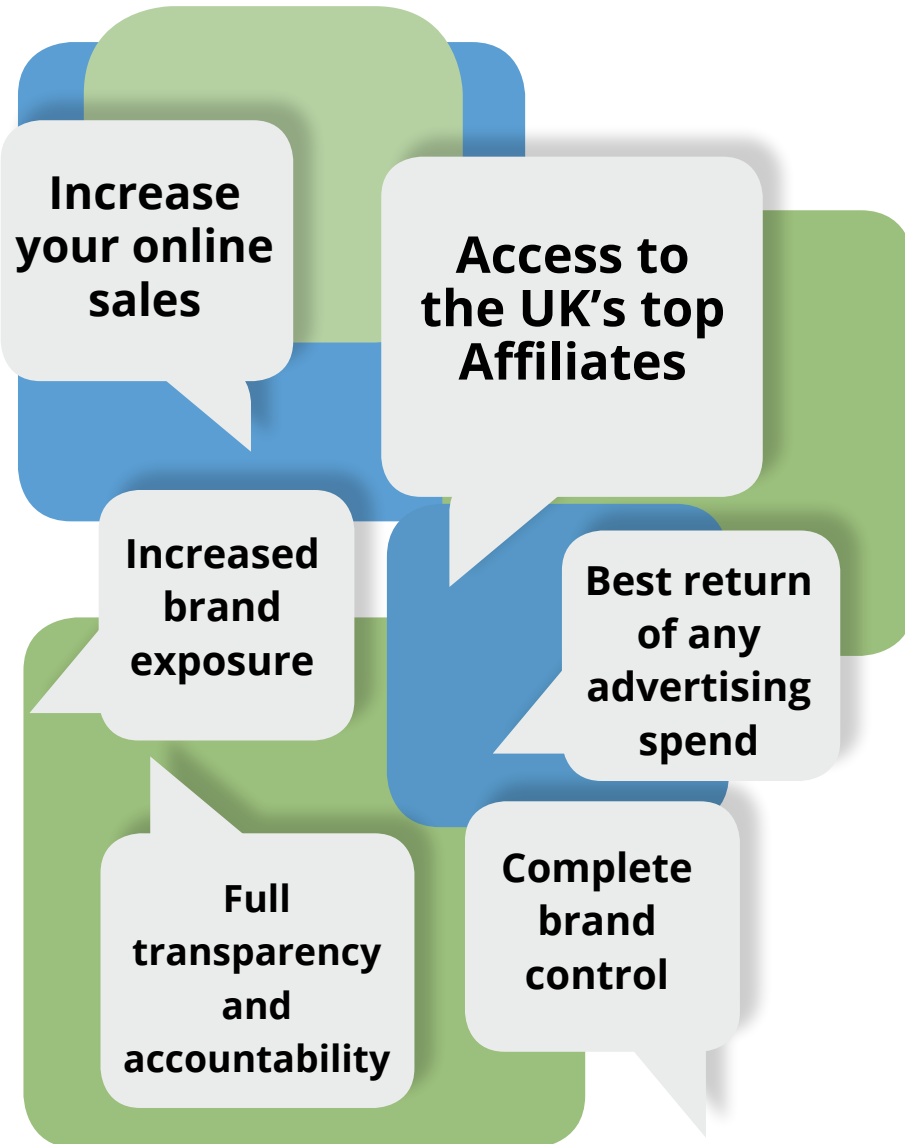 Increase
your online
sales
Access to
the UK’s top
Affiliates
Increased
brand
exposure
Best return
of any
advertising
spend
Full
transparency
and
accountability
Complete
brand
control